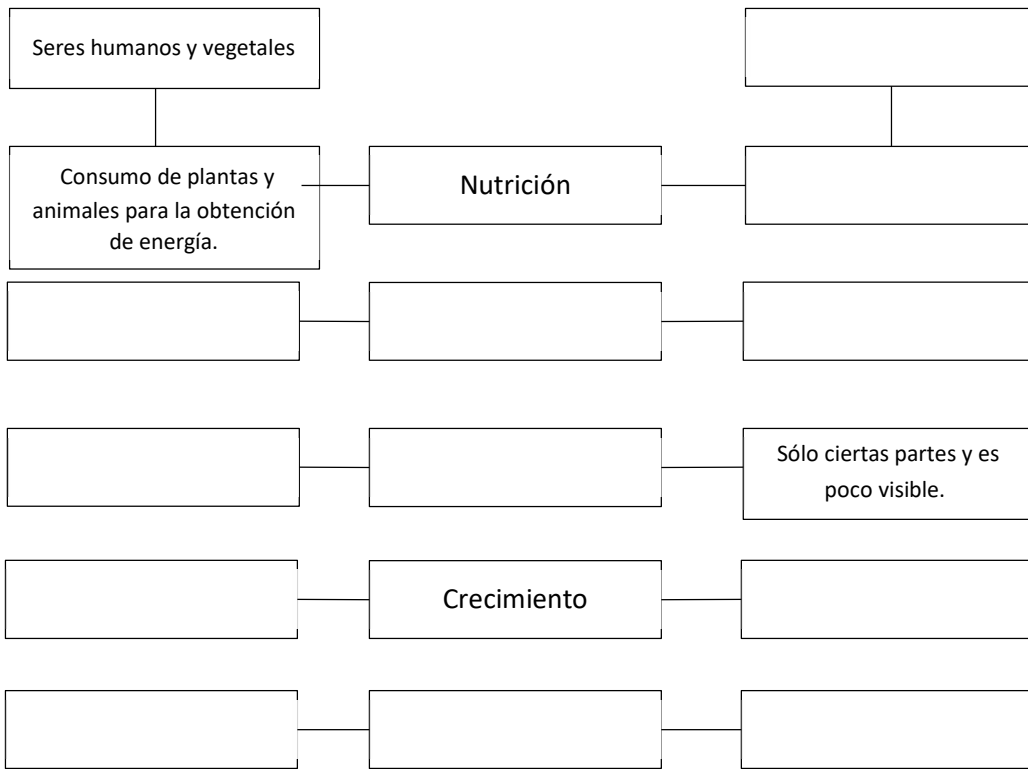 Seres humanos y vegetales
Consumo de plantas y
animales para la obtención
de energía.
Nutrición
Sólo ciertas partes y es
poco visible.
Crecimiento